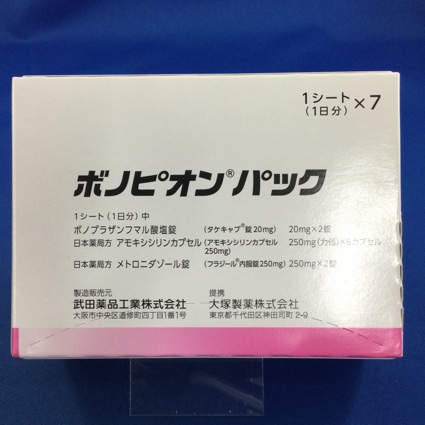 1シート ×7
(1日分)
ボノピオン®パック
1シート(1日分)中
ボノプラザンフマル酸塩錠 (タケキャブ®錠20mg) 20mg×2錠
日本薬局方 アモキシシリンカプセル (アモキシシリンカプセル 250mg(力価)×6カプセル
250mg)
日本薬局方 メトロニダゾール錠 (フラジール®内服錠250mg) 250mg×2錠
製造販売元 提携
武田薬品工業株式会社 大塚製薬株式会社
大阪市中央区道修町四丁目1番1号 東京都千代田区神田司町2-9